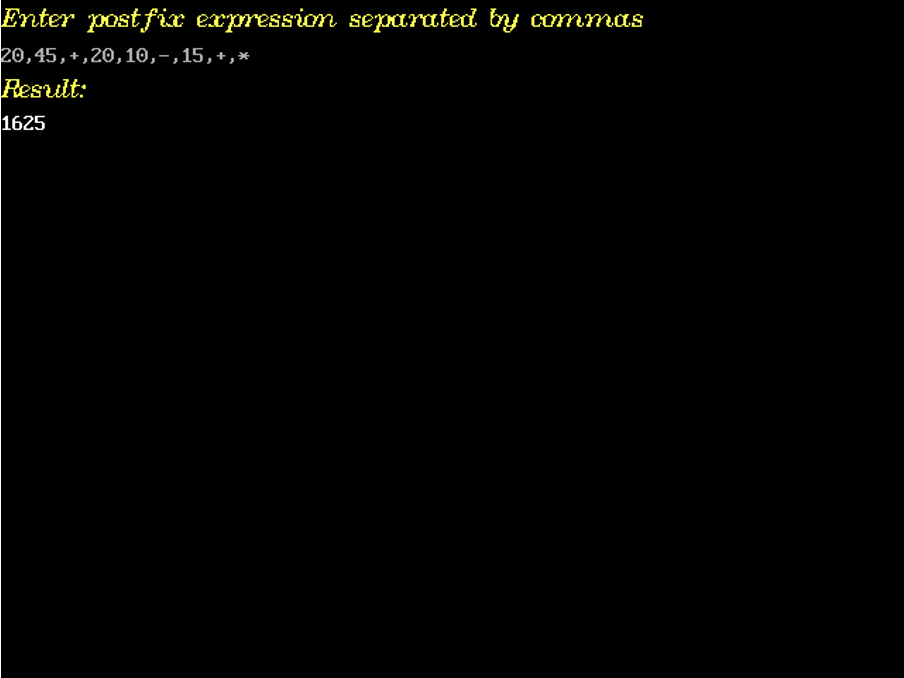 Enter postfix expression separated by commas
20,45,+,20,10,-,15,+,*
Result:
1625